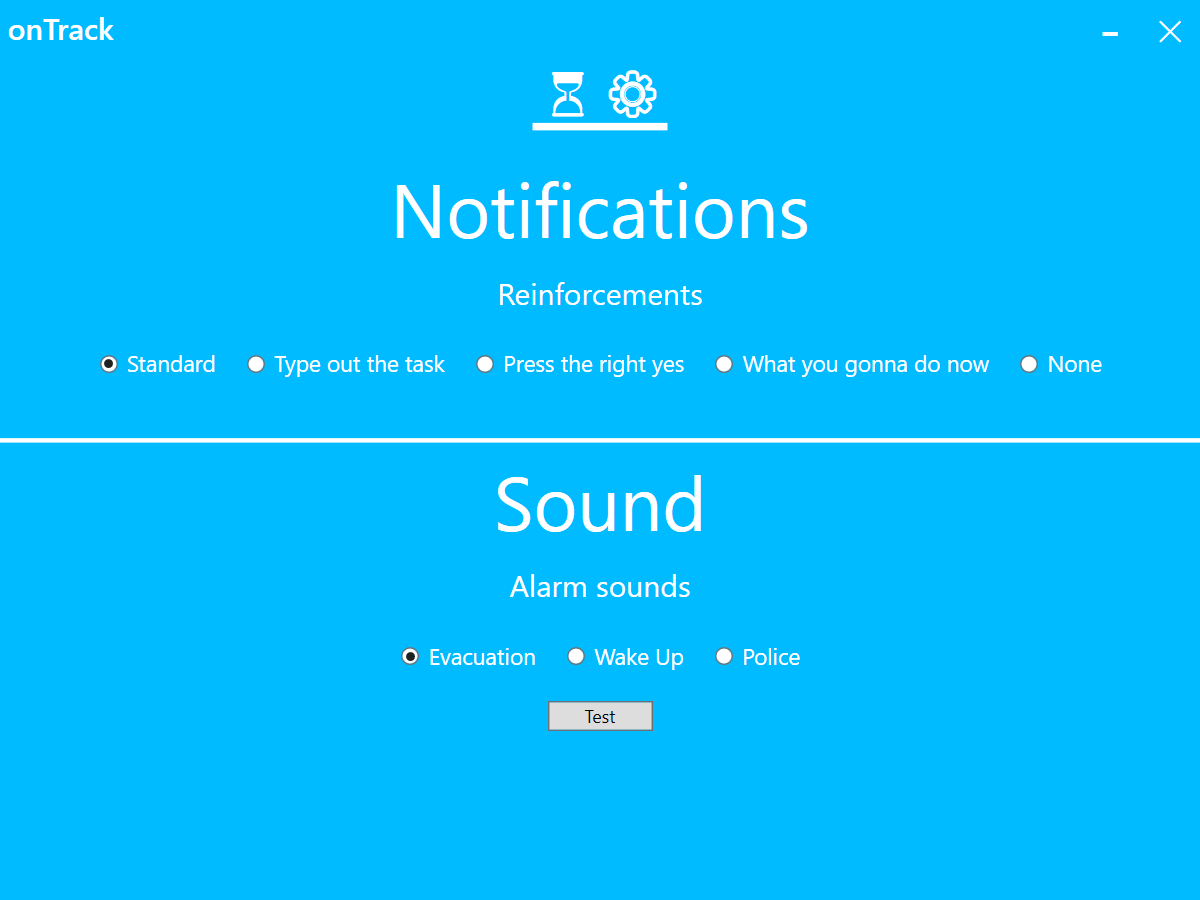 onTrack
Notifications
Reinforcements
Standard Type out the task Press the right yes What you gonna do now None
Sound
Alarm sounds
Evacuation Wake Up Police
Test